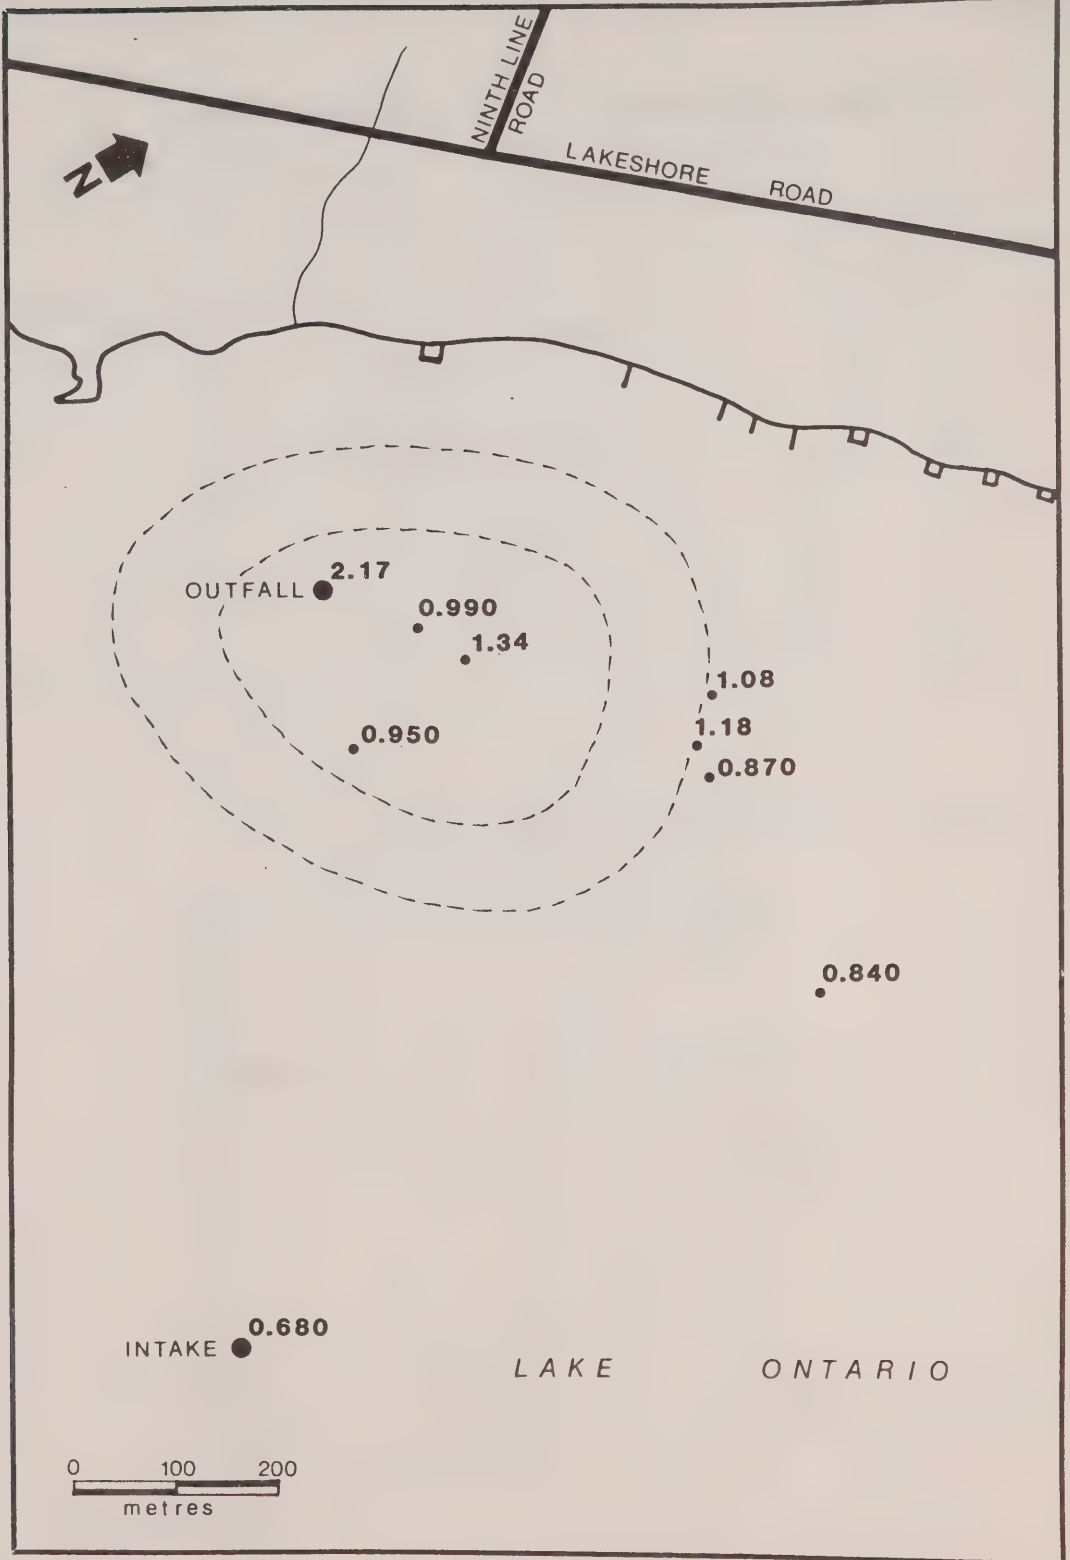 NINTH LINE
ROAD
LAKESHORE ROAD
N
OUTFALL 2.17
0.990
1.34
1.08
1.18
0.950
0.870
0.840
INTAKE 0.680
LAKE ONTARIO
0 100 200
metres